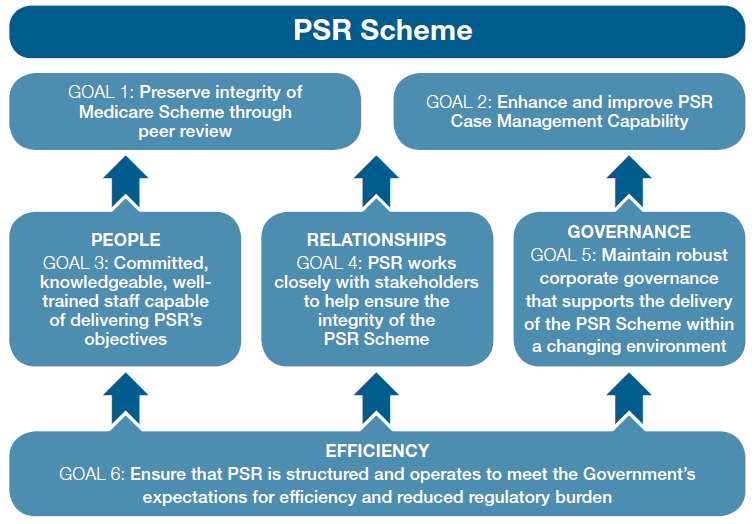 PSR Scheme
GOAL 1: Preserve integrity of
Medicare Scheme through
peer review
GOAL 2: Enhance and improve PSR
Case Management Capability
PEOPLE
GOAL 3: Committed,
knowledgeable, well-
trained staff capable
of delivering PSR’s
objectives
RELATIONSHIPS
GOAL 4: PSR works
closely with stakeholders
to help ensure the
integrity of the
PSR Scheme
GOVERNANCE
GOAL 5: Maintain robust
corporate governance
that supports the delivery
of the PSR Scheme within
a changing environment
EFFICIENCY
GOAL 6: Ensure that PSR is structured and operates to meet the Government’s
expectations for efficiency and reduced regulatory burden